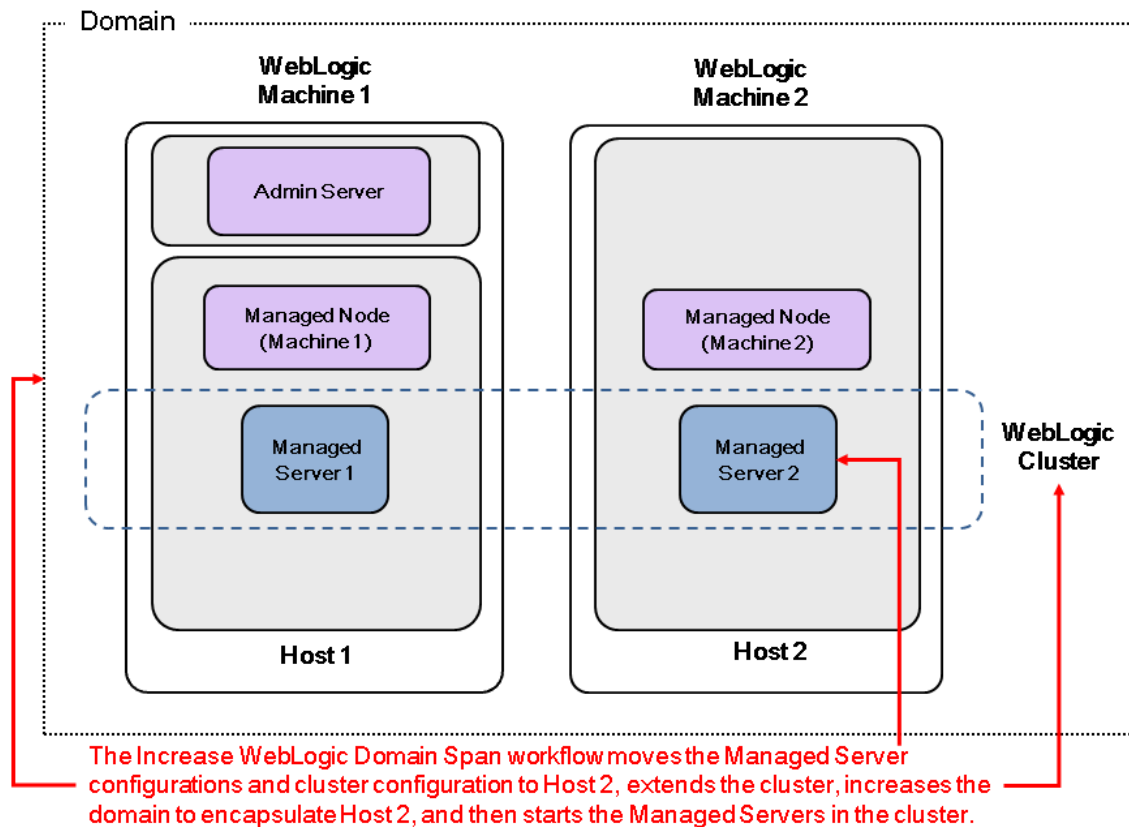 Domain
WebLogic
Machine 1
WebLogic
Machine 2
Admin Server
Managed Node
(Machine 1)
Managed Node
(Machine 2)
Managed
Server 1
Managed
Server 2
WebLogic
Cluster
Host 1
Host 2
The Increase WebLogic Domain Span workflow moves the Managed Server
configurations and cluster configuration to Host 2, extends the cluster, increases the
domain to encapsulate Host 2, and then starts the Managed Servers in the cluster.